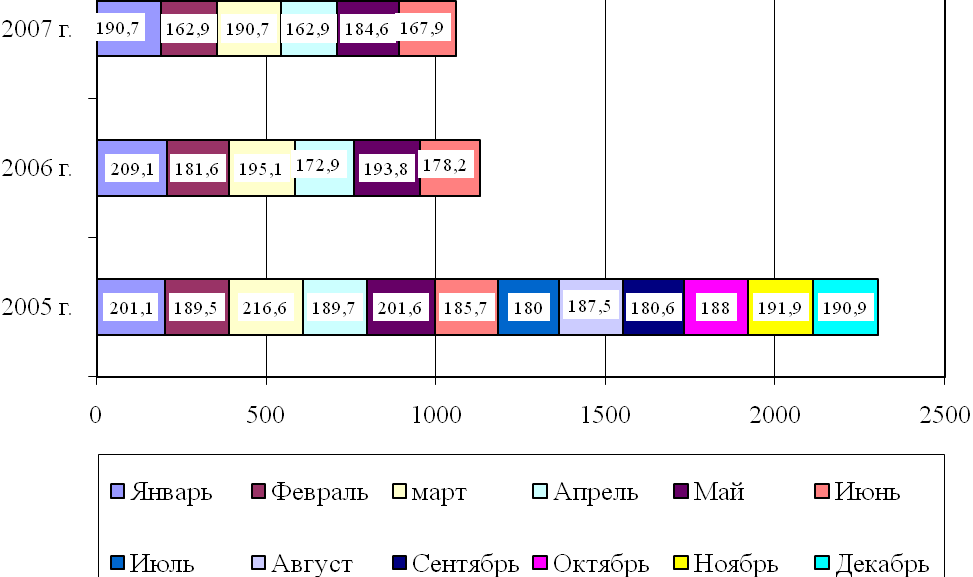 2007 г. 190,7 162,9 190,7 162,9 184,6 167,9
2006 г. 209,1 181,6 195,1 172,9 193,8 178,2
2005 г. 201,1 189,5 216,6 189,7 201,6 185,7 180 187,5 180,6 188 191,9 190,9
0 500 1000 1500 2000 2500
Январь Февраль март Апрель Май Июнь
Июль Август Сентябрь Октябрь Ноябрь Декабрь